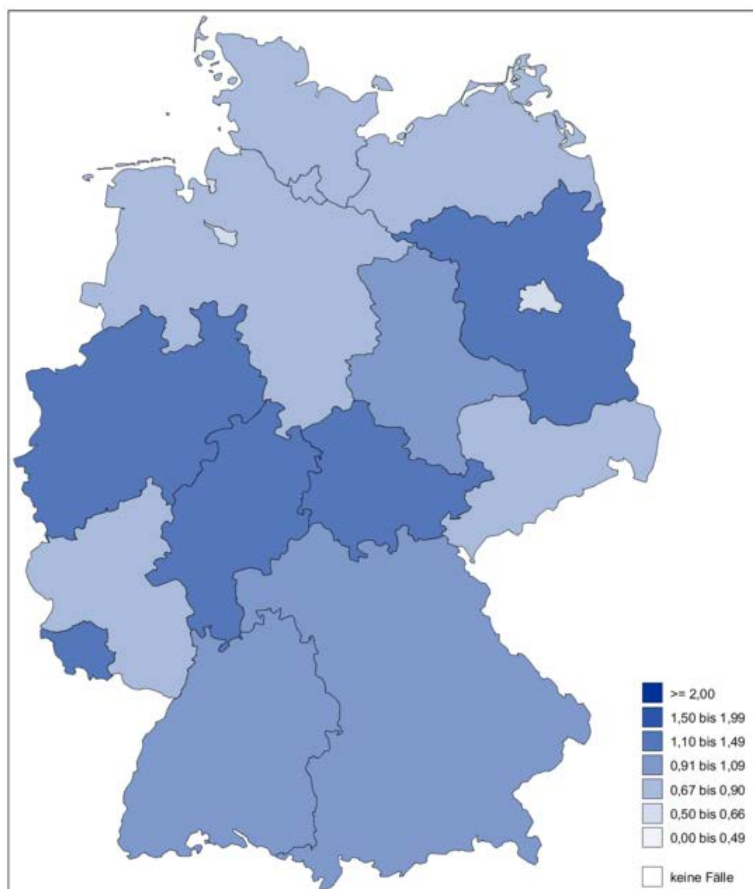 >= 2,00
1,50 bis 1,99
1,10 bis 1,49
0,91 bis 1,09
0,67 bis 0,90
0,50 bis 0,66
0,00 bis 0,49
keine Fälle